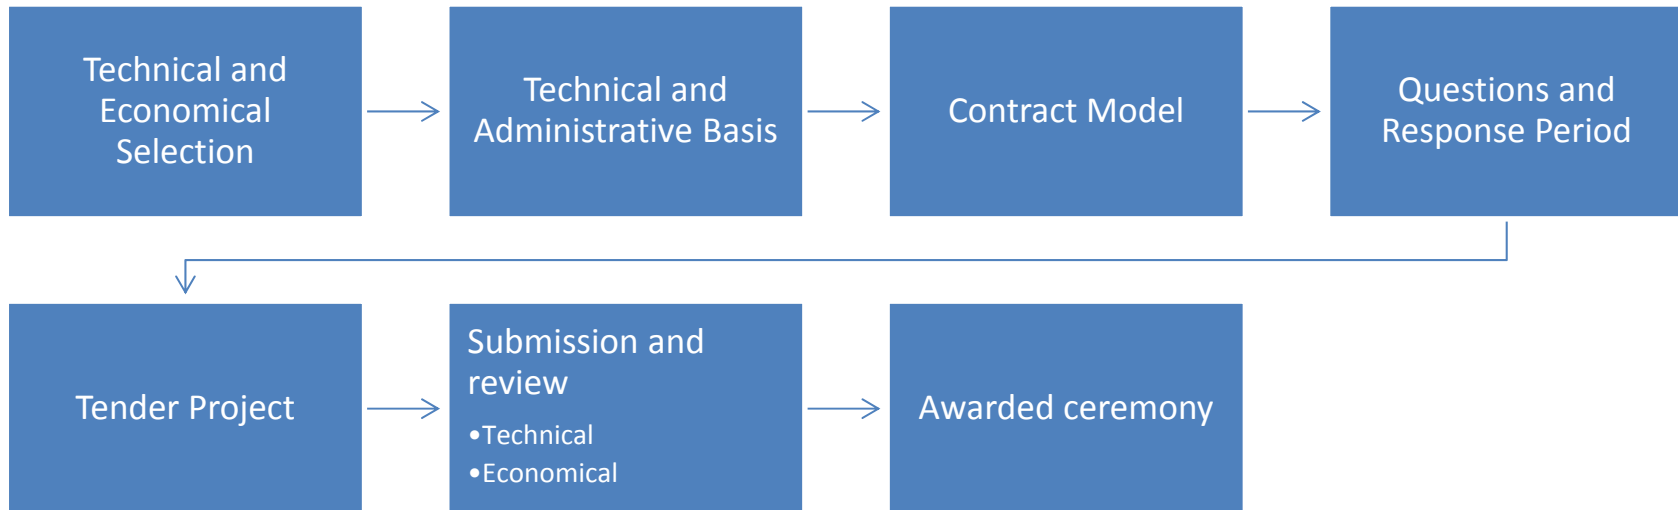 Technical and
Economical
Selection
Technical and
Administrative Basis
Contract Model
Questions and
Response Period
Tender Project
Submission and
review
•Technical
•Economical
Awarded ceremony